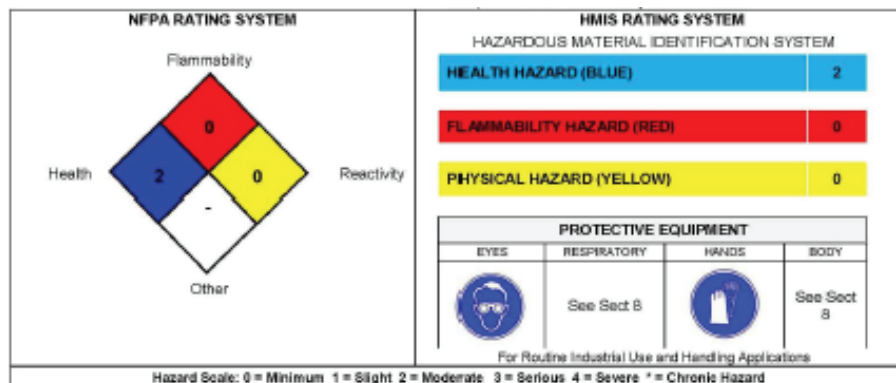 NFPA RATING SYSTEM
Flammability
0
Health
2
0
Reactivity
-
Other
HMIS RATING SYSTEM
HAZARDOUS MATERIAL IDENTIFICATION SYSTEM
HEALTH HAZARD (BLUE) 2
FLAMMABILITY HAZARD (RED) 0
PHYSICAL HAZARD (YELLOW) 0
PROTECTIVE EQUIPMENT
EYES RESPIRATORY HANDS BODY
See Sect 8
See Sect
8
For Routine Industrial Use and Handling Applications
Hazard Scale: 0 = Minimum 1 = Slight 2 = Moderate 3 = Serious 4 = Severe * = Chronic Hazard